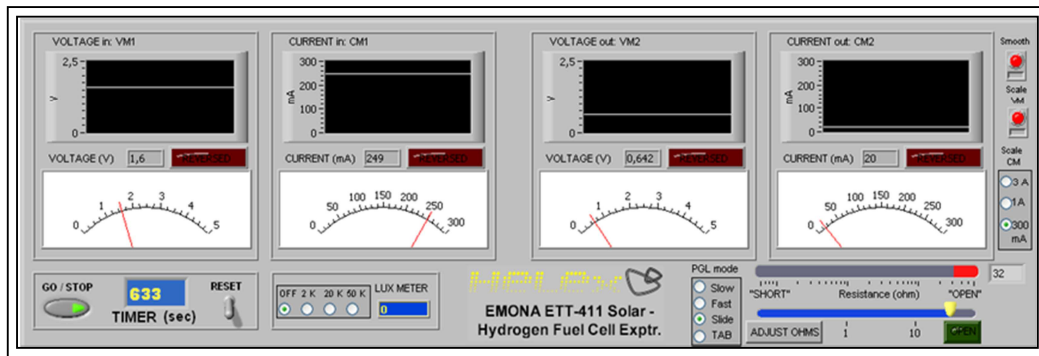 VOLTAGE in: VM1
2,5
V
0
VOLTAGE (V) 1,6 REVERSED
0 1 2 3 4 5
CURRENT in: CM1
300
200
mA
100
0
CURRENT (mA) 249 REVERSED
0 50 100 150 200 250 300
VOLTAGE out: VM2
2,5
V
0
VOLTAGE (V) 0,642 REVERSED
0 1 2 3 4 5
CURRENT out: CM2
300
200
mA
100
0
CURRENT (mA) 20 REVERSED
0 50 100 150 200 250 300
Smooth
Scale
VM
Scale
CM
3 A
1A
300
mA
GO / STOP
633
TIMER (sec)
RESET
OFF 2 K 20 K 50 K
LUX METER
0
HELEx
EMONA ETT-411 Solar -
Hydrogen Fuel Cell Exptr.
PGL mode
Slow
Fast
Slide
TAB
32
"SHORT" Resistance (ohm) "OPEN"
ADJUST OHMS 1 10 OPEN